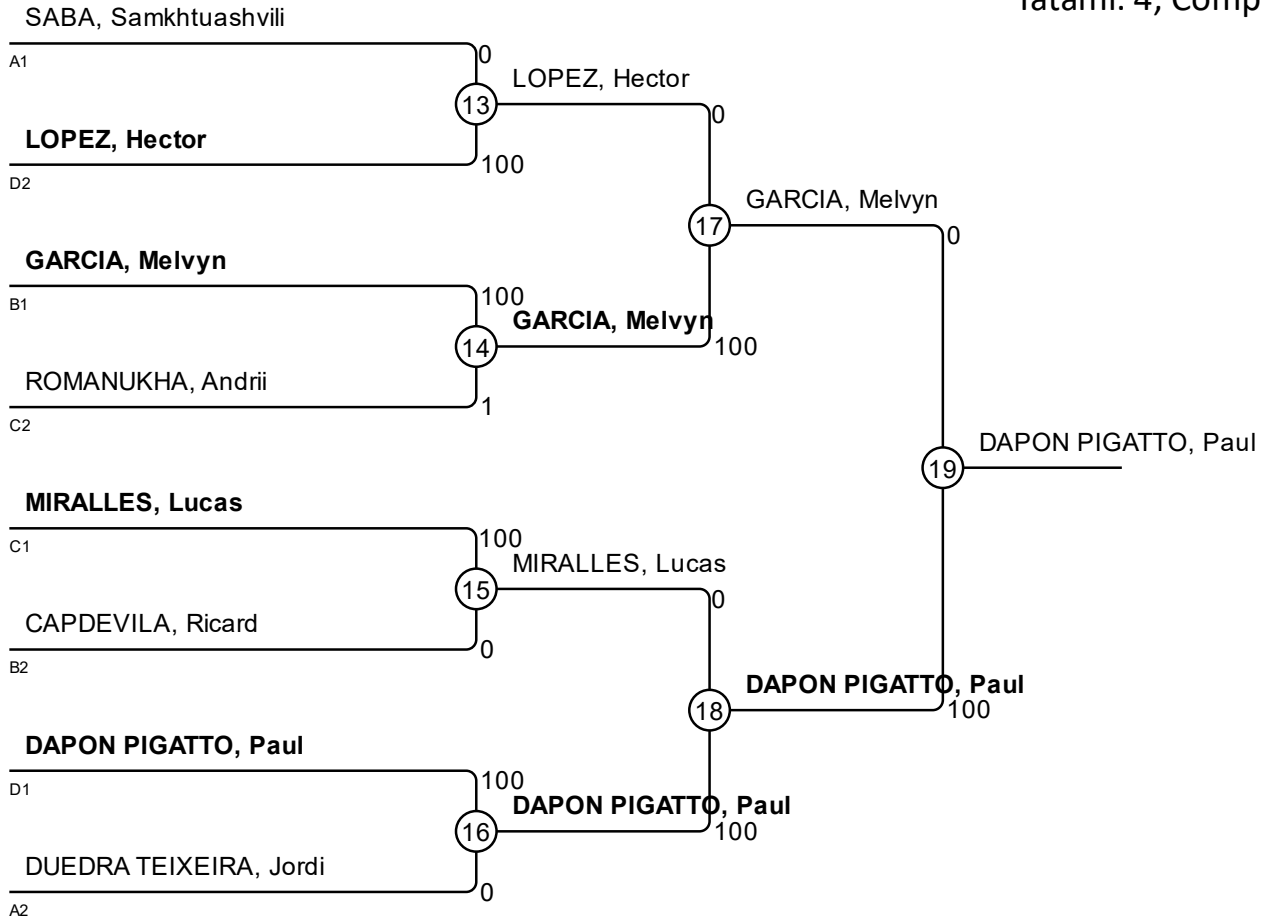 Tatami: 4, Comp
SABA, Samkhtuashvili
A1
0
13
LOPEZ, Hector
0
LOPEZ, Hector
D2
100
17
GARCIA, Melvyn
0
GARCIA, Melvyn
B1
100
14
GARCIA, Melvyn
100
ROMANUKHA, Andrii
C2
1
19
DAPON PIGATTO, Paul
MIRALLES, Lucas
C1
100
15
MIRALLES, Lucas
0
CAPDEVILA, Ricard
B2
0
18
DAPON PIGATTO, Paul
100
DAPON PIGATTO, Paul
D1
100
16
DAPON PIGATTO, Paul
100
DUEDRA TEIXEIRA, Jordi
A2
0